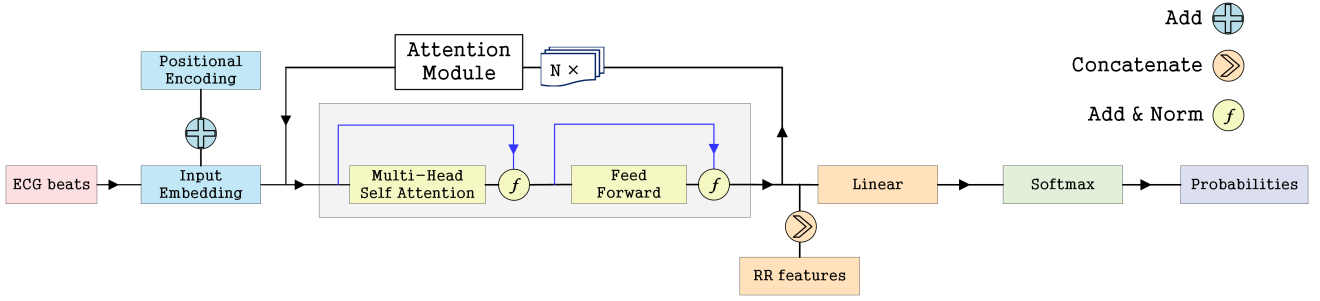 Add
Attention
Module
N ×
Positional
Encoding
Concatenate
Add & Norm
f
ECG beats
Input
Embedding
Multi-Head
Self Attention
f
Feed
Forward
f
Linear
Softmax
Probabilities
RR features